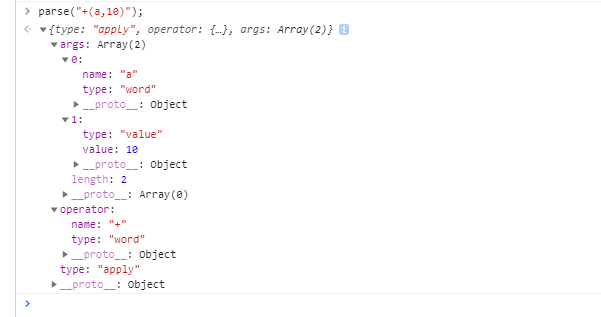 > parse("+(a,10)");
{type: "apply", operator: {…}, args: Array(2)} i
args: Array(2)
0:
name: "a"
type: "word"
__proto__: Object
1:
type: "value"
value: 10
__proto__: Object
length: 2
__proto__: Array(0)
operator:
name: "+"
type: "word"
__proto__: Object
type: "apply"
__proto__: Object
>